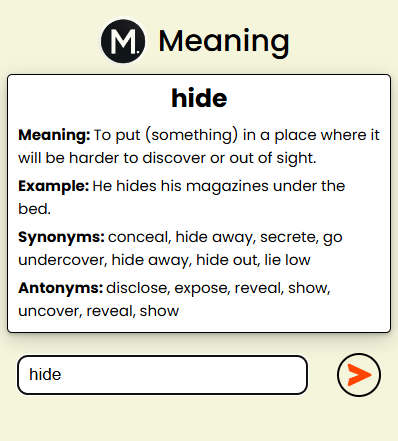 M. Meaning
hide
Meaning: To put (something) in a place where it
will be harder to discover or out of sight.
Example: He hides his magazines under the
bed.
Synonyms: conceal, hide away, secrete, go
undercover, hide away, hide out, lie low
Antonyms: disclose, expose, reveal, show,
uncover, reveal, show
hide